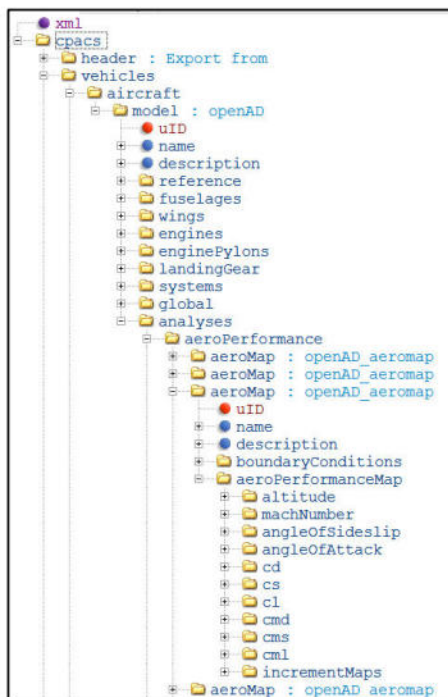 xml
cpacs
header : Export from
vehicles
aircraft
model : openAD
uID
name
description
reference
fuselages
wings
engines
enginePylons
landingGear
systems
global
analyses
aeroPerformance
aeroMap : openAD_aeromap
aeroMap : openAD_aeromap
aeroMap : openAD_aeromap
uID
name
description
boundaryConditions
aeroPerformanceMap
altitude
machNumber
angleOfSideslip
angleOfAttack
cd
cs
cl
cmd
cms
cml
incrementMaps
aeroMap : openAD_aeromap